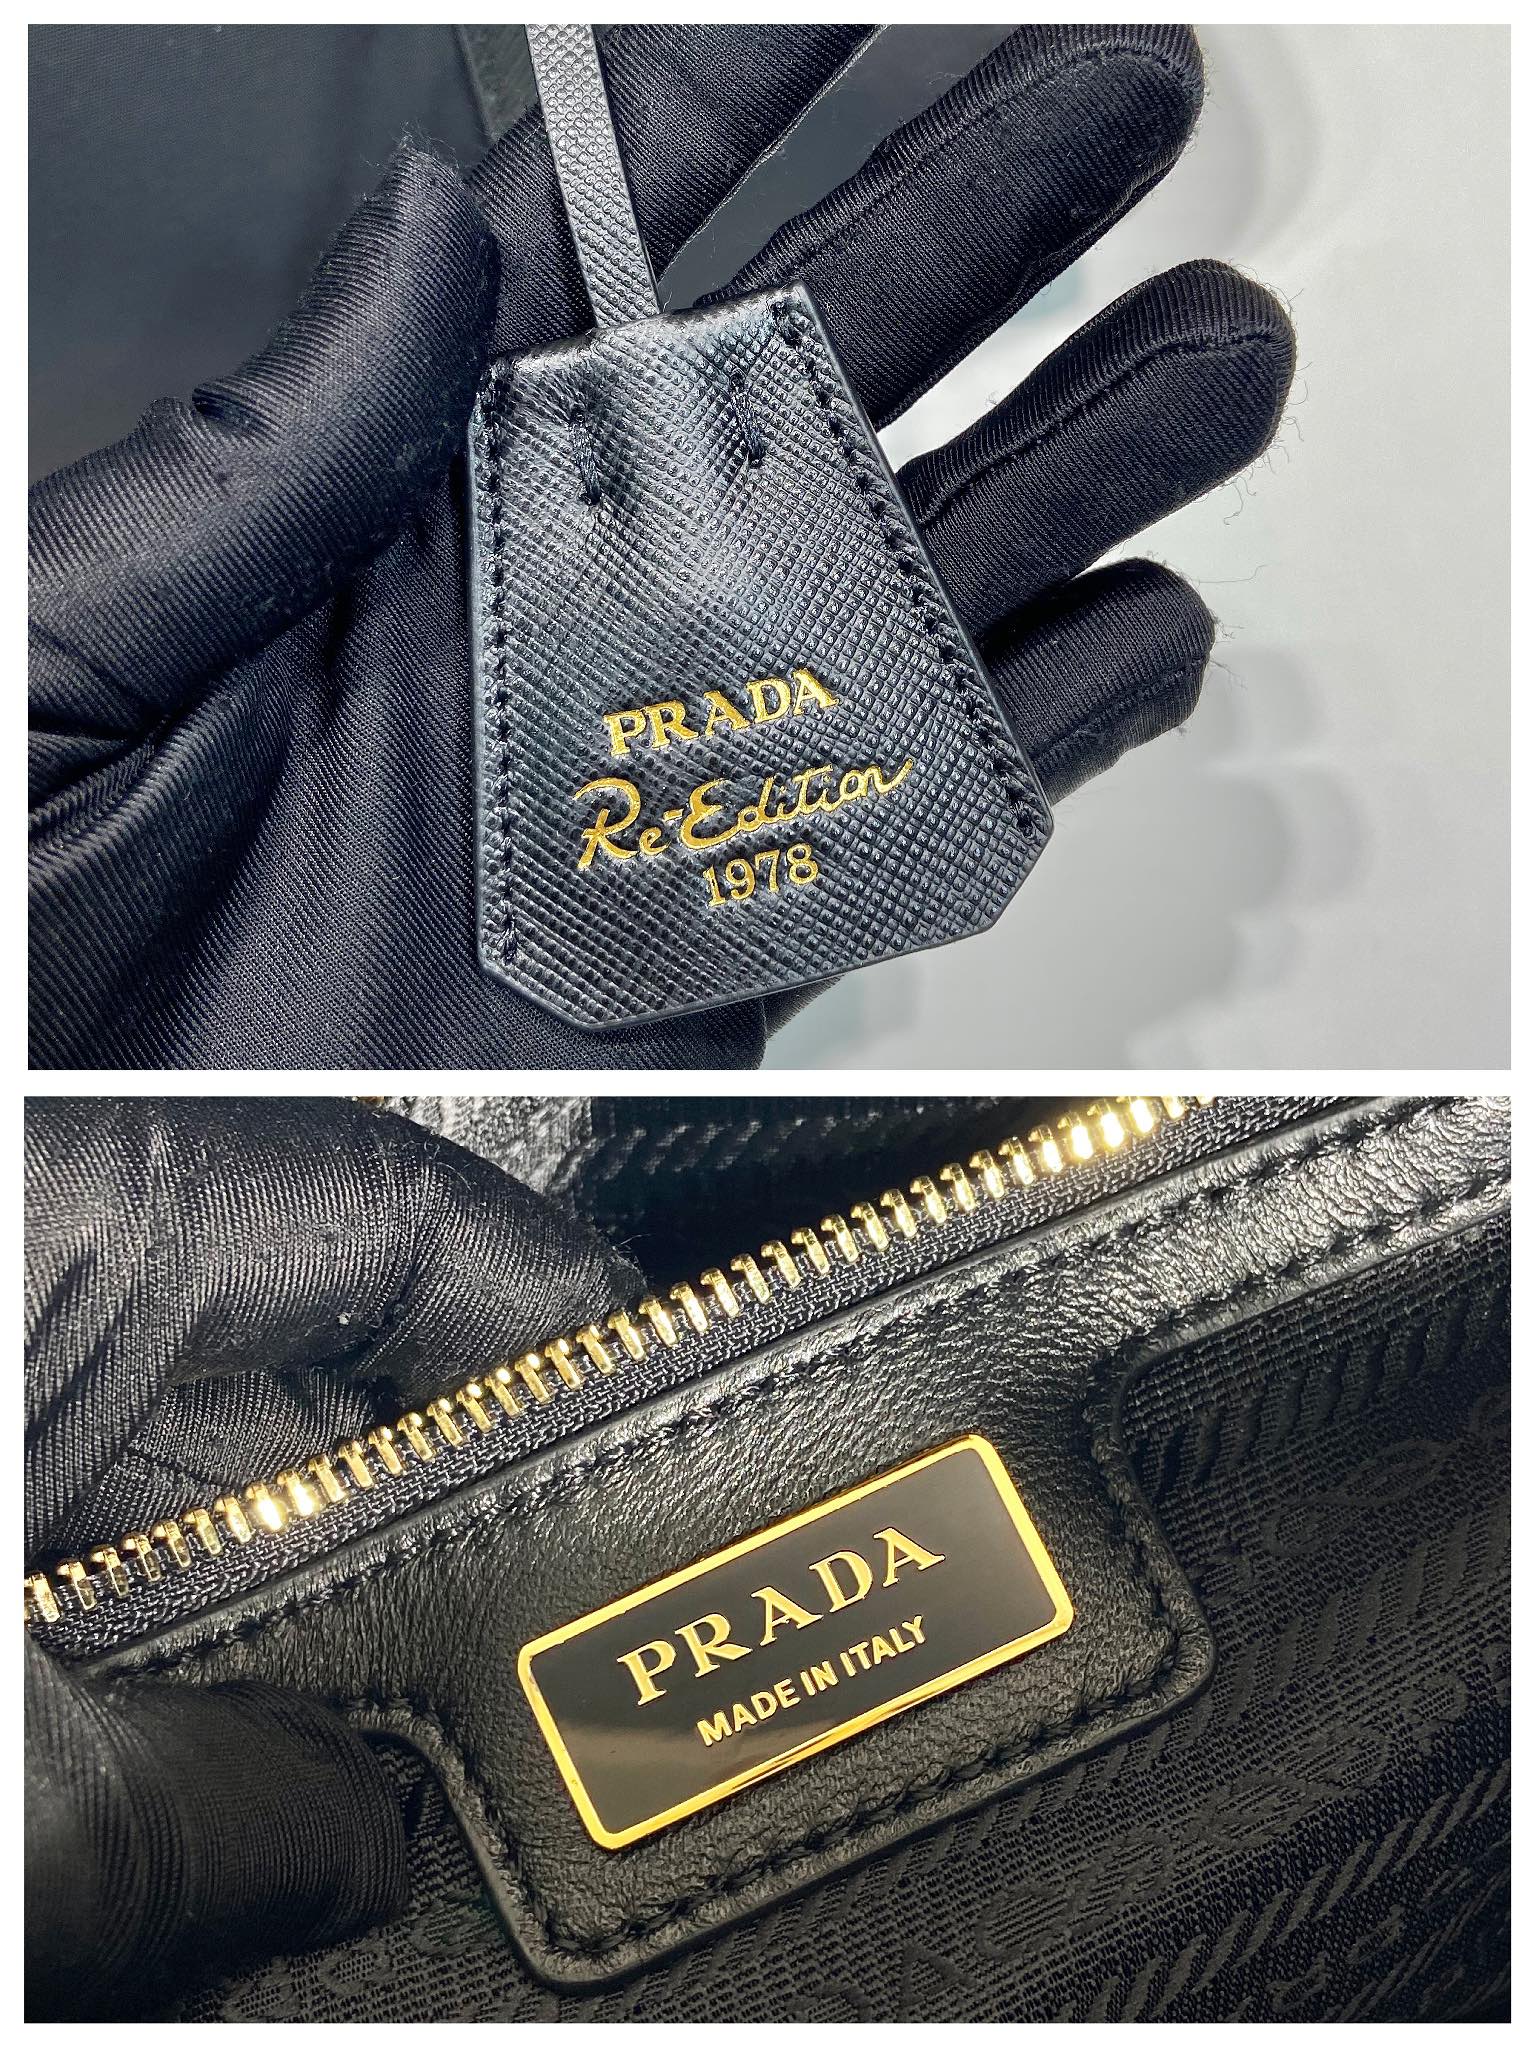 PRADA
Re-Edition
1978
PRADA
MADE IN ITALY